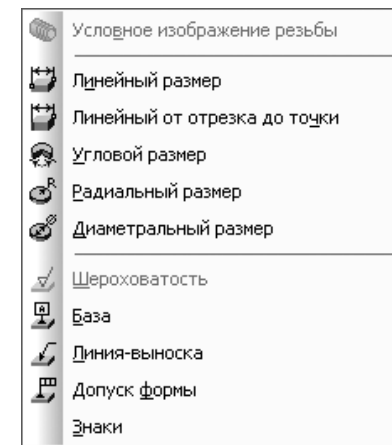 Условное изображение резьбы
Линейный размер
Линейный от отрезка до точки
Угловой размер
Радиальный размер
Диаметральный размер
Шероховатость
База
Линия-выноска
Допуск формы
Знаки